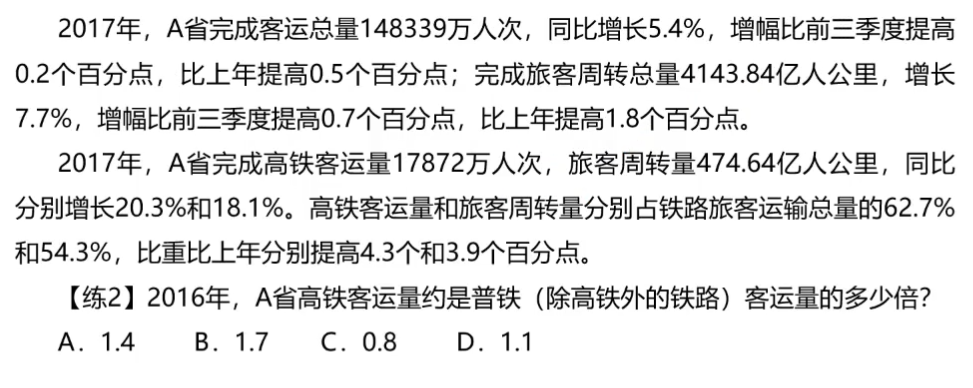 2017年，A省完成客运总量148339万人次，同比增长5.4%，增幅比前三季度提高
0.2个百分点，比上年提高0.5个百分点；完成旅客周转总量4143.84亿人公里，增长
7.7%，增幅比前三季度提高0.7个百分点，比上年提高1.8个百分点。
2017年，A省完成高铁客运量17872万人次，旅客周转量474.64亿人公里，同比
分别增长20.3%和18.1%。高铁客运量和旅客周转量分别占铁路旅客运输总量的62.7%
和54.3%，比重比上年分别提高4.3个和3.9个百分点。
【练2】2016年，A省高铁客运量约是普铁（除高铁外的铁路）客运量的多少倍？
A．1.4 B．1.7 C．0.8 D．1.1